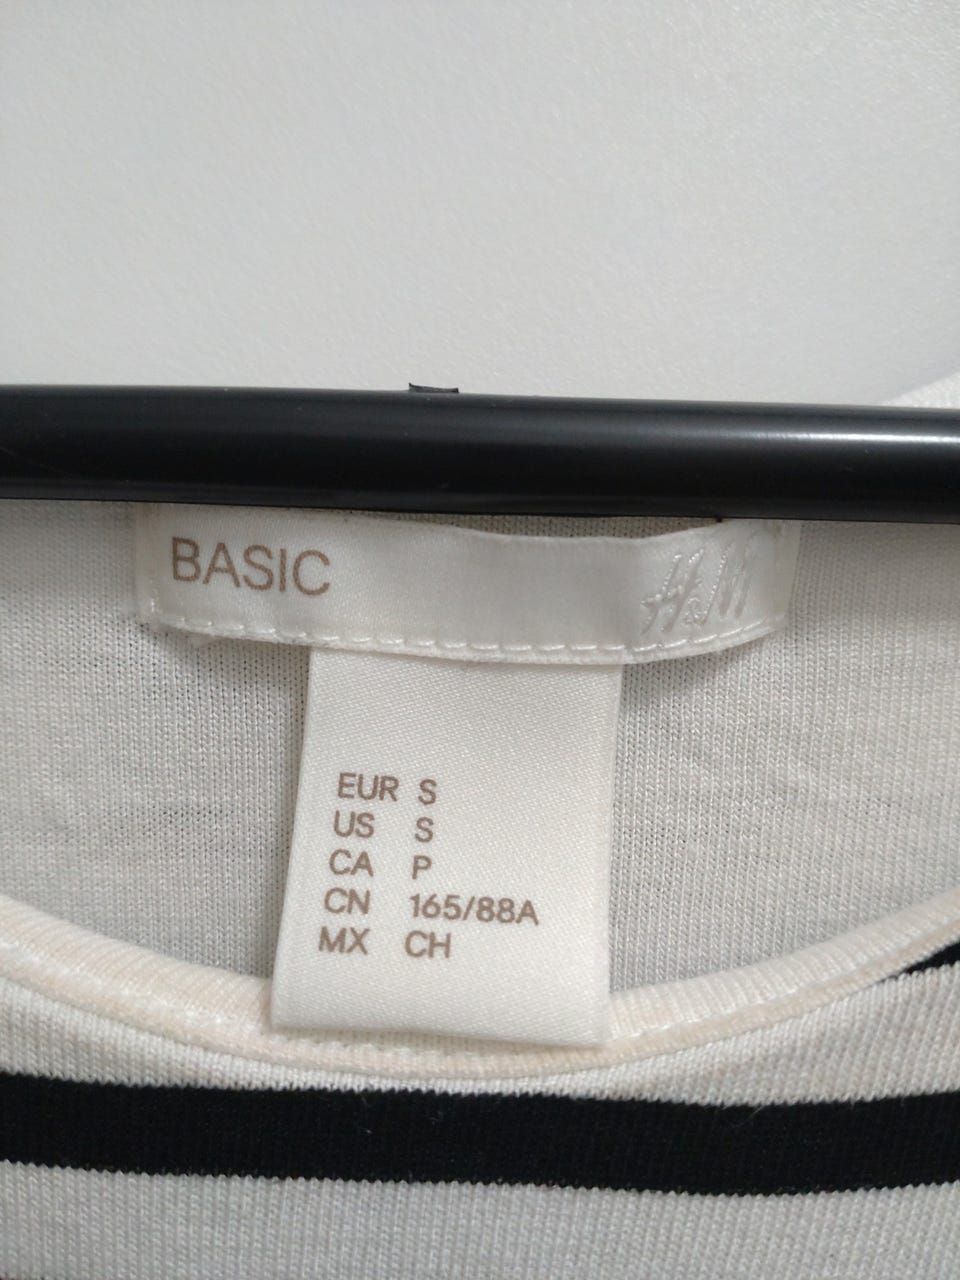 BASIC H&M
EUR S
US S
CA P
CN 165/88A
MX CH